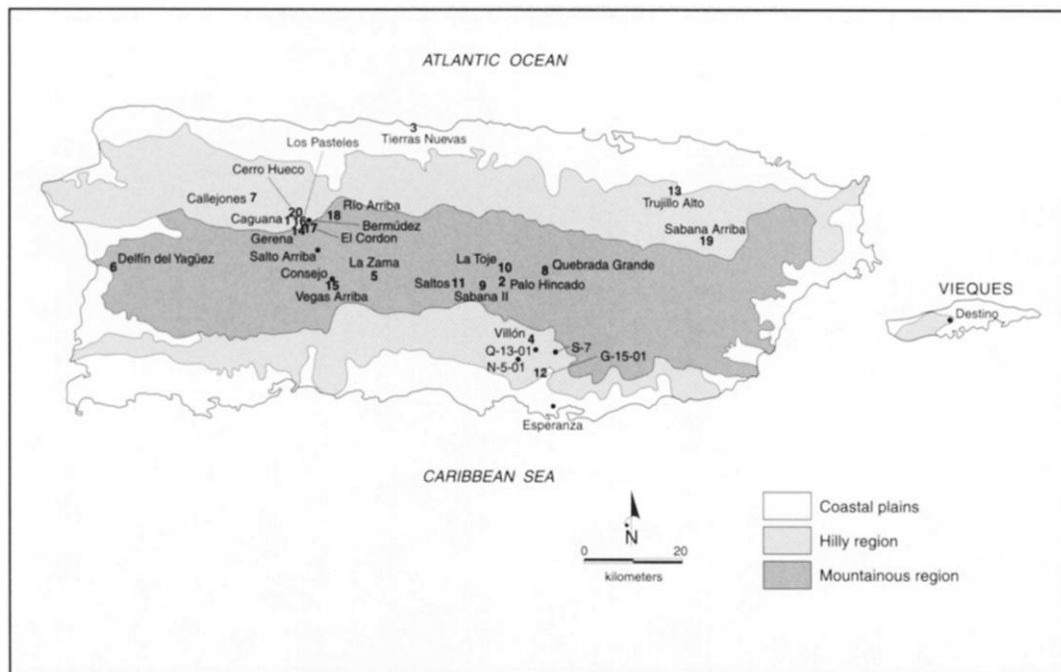 ATLANTIC OCEAN
3
Tierras Nuevas
Los Pasteles
Cerro Hueco
Callejones 7
20
Río Arriba
18
13
Trujillo Alto
Caguana 1 16
Bermúdez
Gerena 14 17
El Cordon
Sabana Arriba
19
Salto Arriba
Delfín del Yagüez
6
La Zama
5
La Toje
10
8
Quebrada Grande
Consejo
15
Vegas Arriba
Saltos 11
9
Sabana II
2
Palo Hincado
VIEQUES
Destino
Villón
4
Q-13-01
S-7
N-5-01
12
G-15-01
Esperanza
CARIBBEAN SEA
N
0 20
kilometers
Coastal plains
Hilly region
Mountainous region